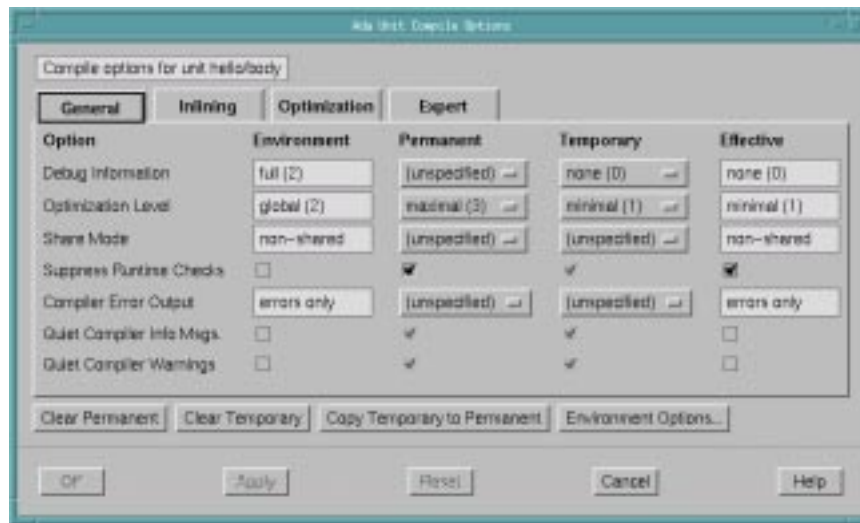 Ada Unit Compile Options
Compile options for unit hello/body
General Inlining Optimization Expert
Option Environment Permanent Temporary Effective
Debug Information full (2) (unspecified) none (0) none (0)
Optimization Level global (2) maximal (3) minimal (1) minimal (1)
Share Mode non-shared (unspecified) (unspecified) non-shared
Suppress Runtime Checks
Compiler Error Output errors only (unspecified) (unspecified) errors only
Quiet Compiler Info Msgs.
Quiet Compiler Warnings
Clear Permanent Clear Temporary Copy Temporary to Permanent Environment Options...
Apply Reset Cancel Help